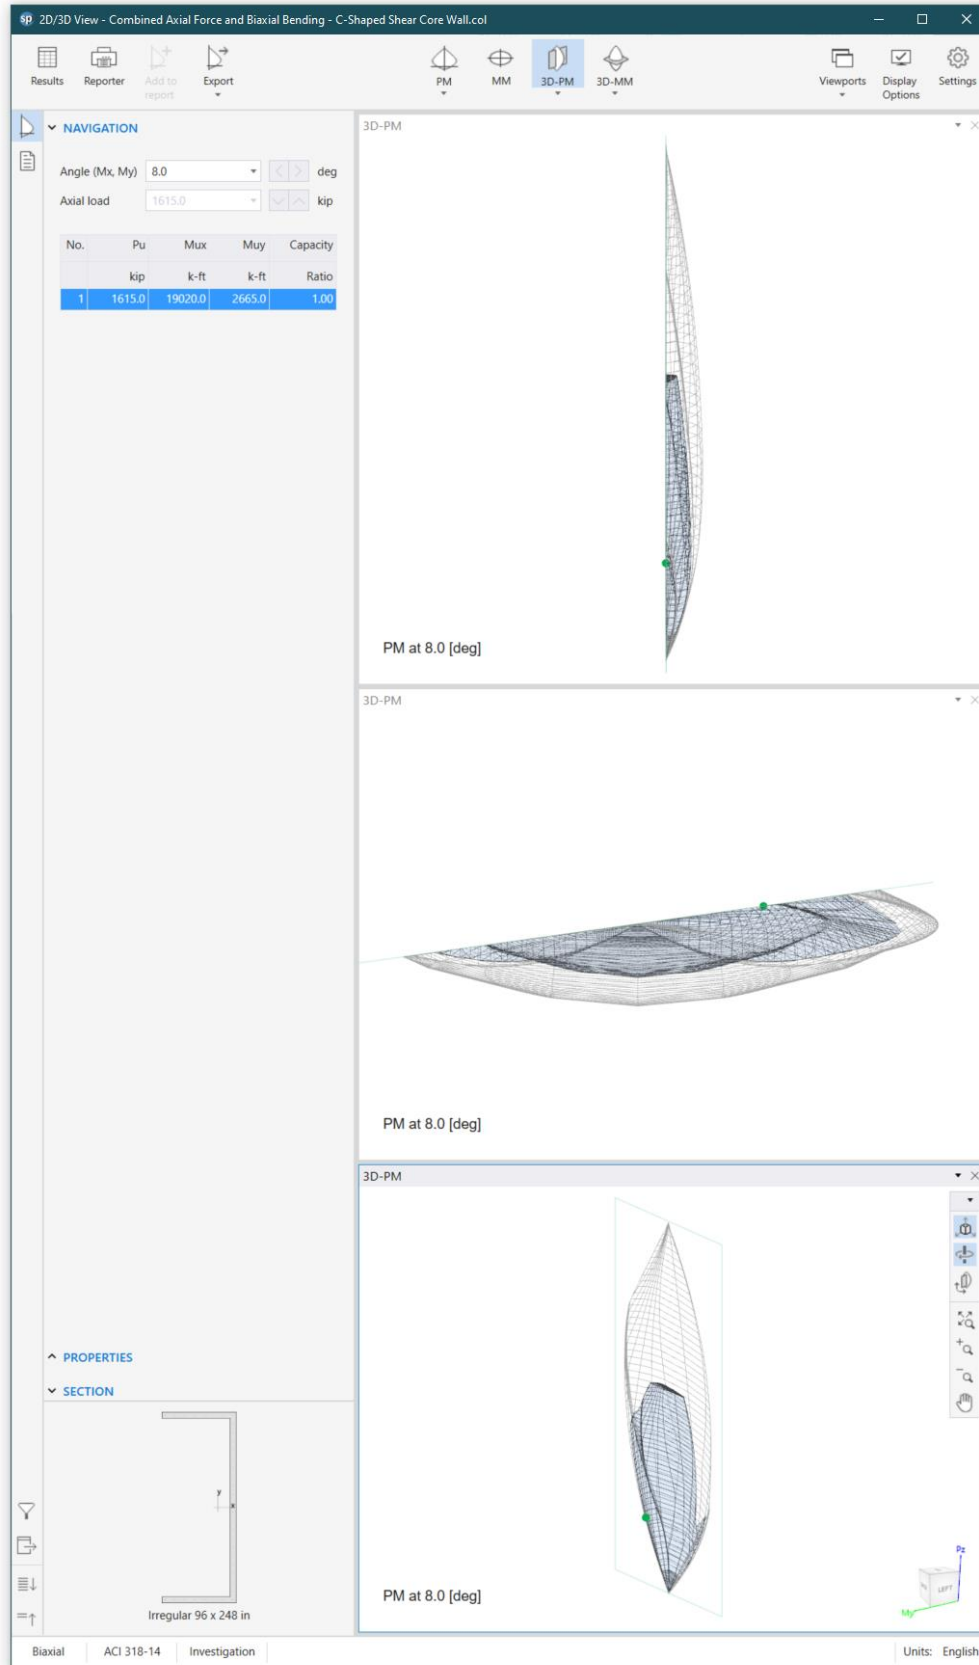 sp 2D/3D View - Combined Axial Force and Biaxial Bending - C-Shaped Shear Core Wall.col
Results Reporter Add to report Export PM MM 3D-PM 3D-MM Viewports Display Options Settings
NAVIGATION
Angle (Mx, My) 8.0 deg
Axial load 1615.0 kip
No. Pu Mux Muy Capacity
kip k-ft k-ft Ratio
1 1615.0 19020.0 2665.0 1.00
3D-PM
PM at 8.0 [deg]
3D-PM
PM at 8.0 [deg]
3D-PM
PM at 8.0 [deg]
Pz
LEFT
My
PROPERTIES
SECTION
y
x
Irregular 96 x 248 in
Biaxial ACI 318-14 Investigation Units: English